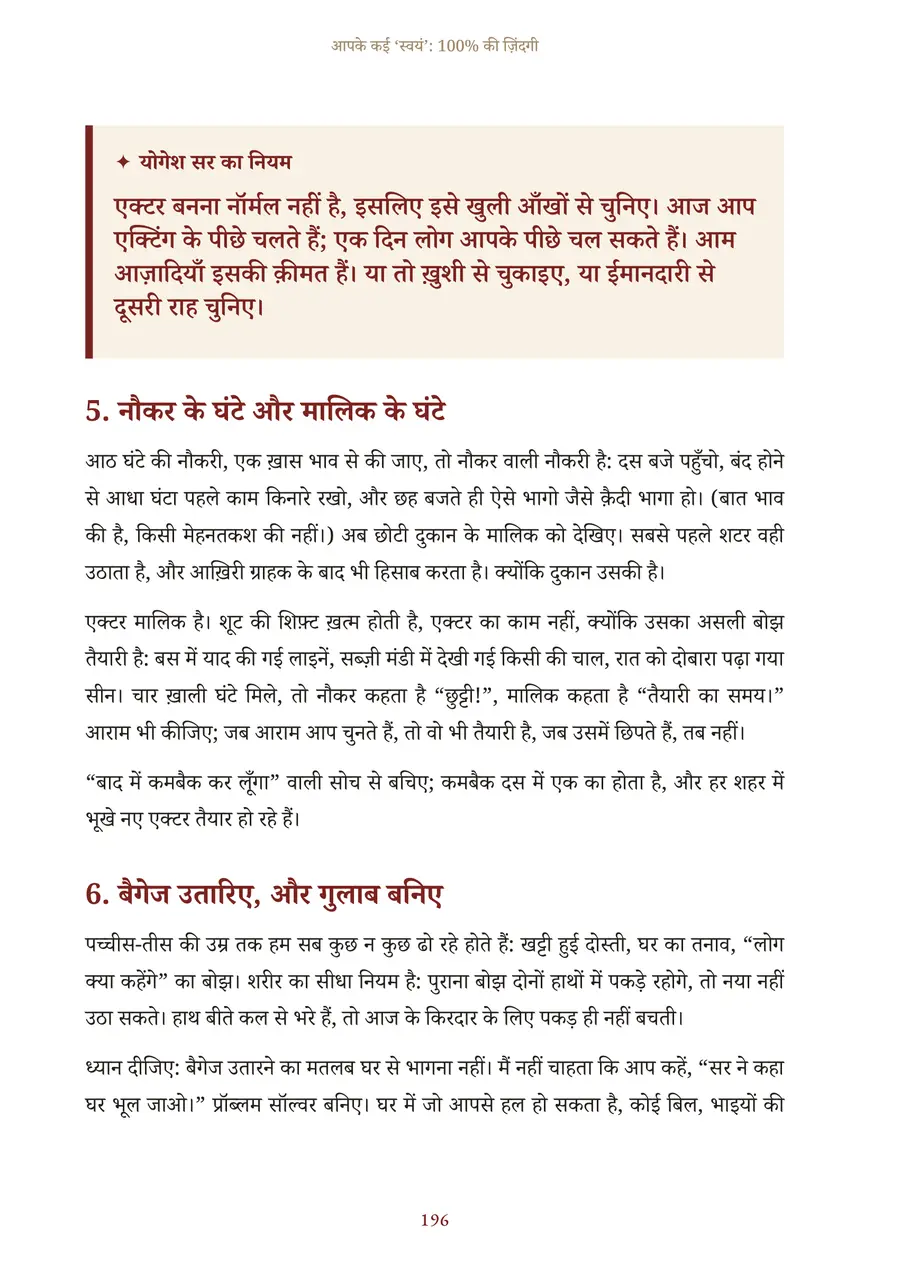 आपके कई ‘स्वयं’: 100% की ज़िंदगी
✦ योगेश सर का नियम
एक्टर बनना नॉर्मल नहीं है, इसलिए इसे खुली आँखों से चुनिए। आज आप
एक्टिंग के पीछे चलते हैं; एक दिन लोग आपके पीछे चल सकते हैं। आम
आज़ादियाँ इसकी क़ीमत हैं। या तो ख़ुशी से चुकाइए, या ईमानदारी से
दूसरी राह चुनिए।
5. नौकर के घंटे और मालिक के घंटे
आठ घंटे की नौकरी, एक ख़ास भाव से की जाए, तो नौकर वाली नौकरी है: दस बजे पहुँचो, बंद होने
से आधा घंटा पहले काम किनारे रखो, और छह बजते ही ऐसे भागो जैसे क़ैदी भागा हो। (बात भाव
की है, किसी मेहनतकश की नहीं।) अब छोटी दुकान के मालिक को देखिए। सबसे पहले शटर वही
उठाता है, और आख़िरी ग्राहक के बाद भी हिसाब करता है। क्योंकि दुकान उसकी है।
एक्टर मालिक है। शूट की शिफ़्ट ख़त्म होती है, एक्टर का काम नहीं, क्योंकि उसका असली बोझ
तैयारी है: बस में याद की गई लाइनें, सब्ज़ी मंडी में देखी गई किसी की चाल, रात को दोबारा पढ़ा गया
सीन। चार ख़ाली घंटे मिले, तो नौकर कहता है “छुट्टी!”, मालिक कहता है “तैयारी का समय।”
आराम भी कीजिए; जब आराम आप चुनते हैं, तो वो भी तैयारी है, जब उसमें छिपते हैं, तब नहीं।
“बाद में कमबैक कर लूँगा” वाली सोच से बचिए; कमबैक दस में एक का होता है, और हर शहर में
भूखे नए एक्टर तैयार हो रहे हैं।
6. बैगेज उतारिए, और गुलाब बनिए
पच्चीस-तीस की उम्र तक हम सब कुछ न कुछ ढो रहे होते हैं: खट्टी हुई दोस्ती, घर का तनाव, “लोग
क्या कहेंगे” का बोझ। शरीर का सीधा नियम है: पुराना बोझ दोनों हाथों में पकड़े रहोगे, तो नया नहीं
उठा सकते। हाथ बीते कल से भरे हैं, तो आज के किरदार के लिए पकड़ ही नहीं बचती।
ध्यान दीजिए: बैगेज उतारने का मतलब घर से भागना नहीं। मैं नहीं चाहता कि आप कहें, “सर ने कहा
घर भूल जाओ।” प्रॉब्लम सॉल्वर बनिए। घर में जो आपसे हल हो सकता है, कोई बिल, भाइयों की
196